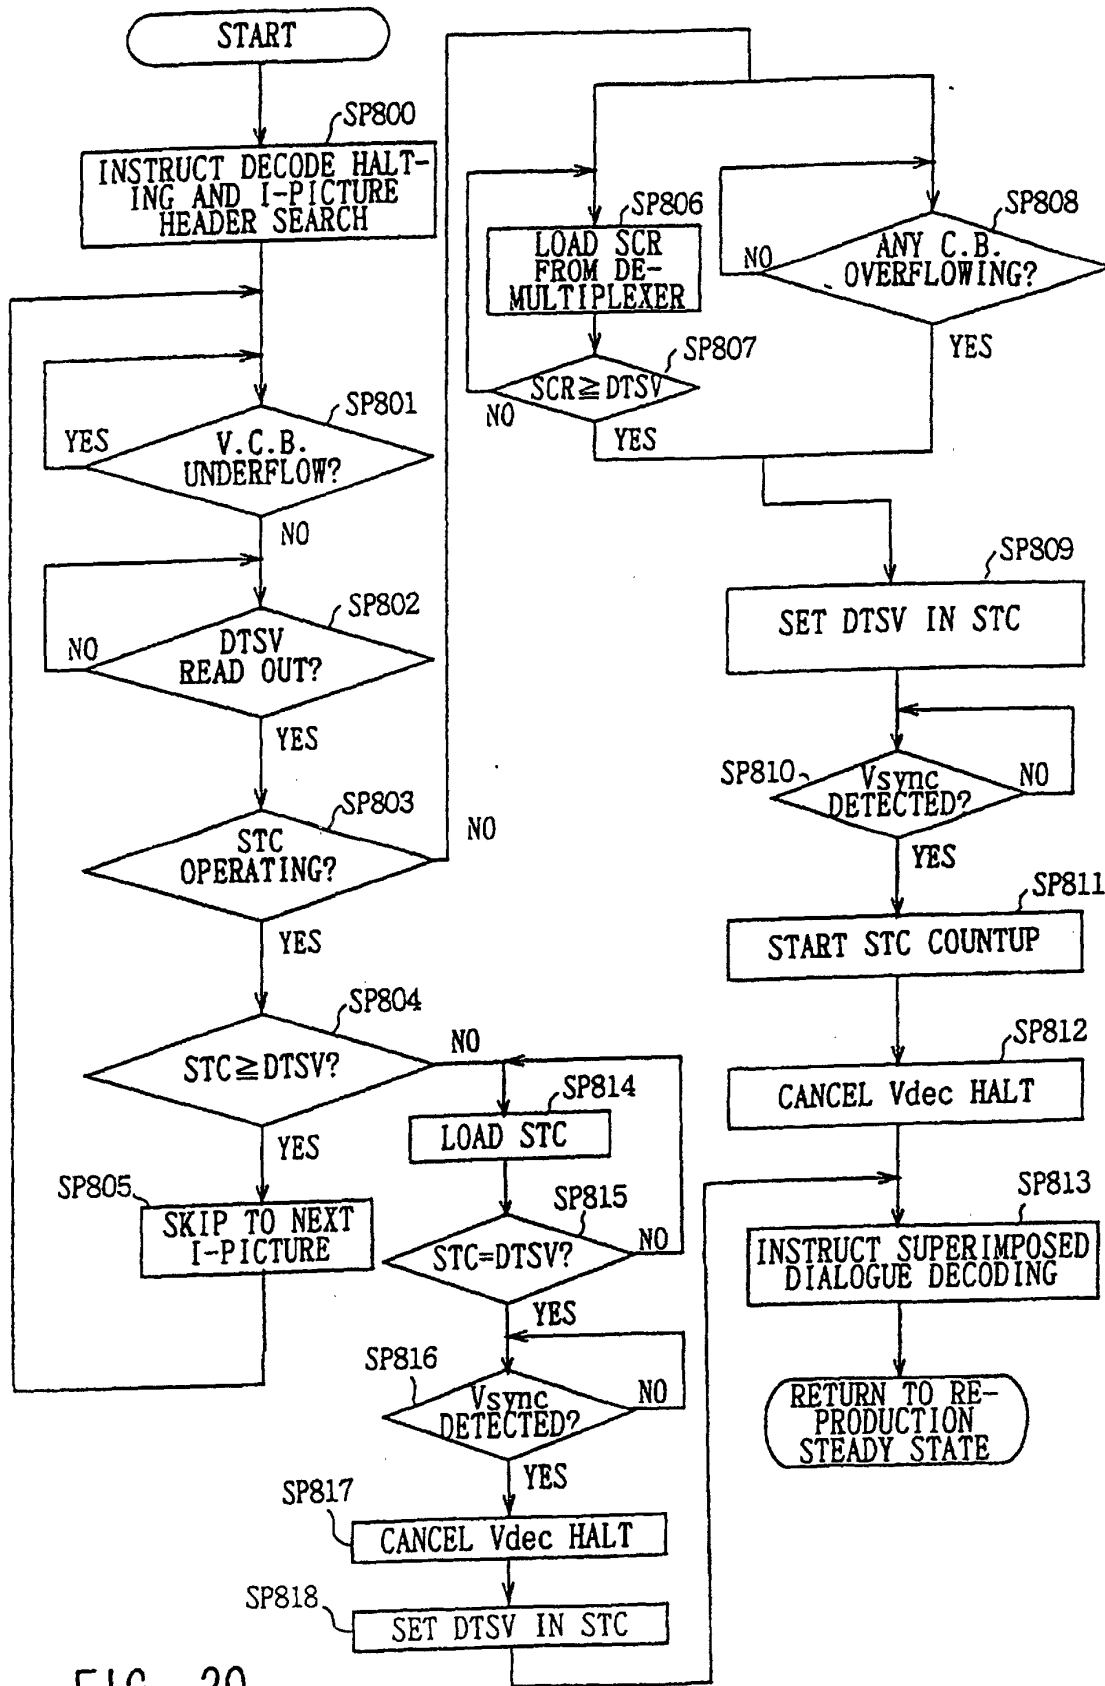 START
SP800
INSTRUCT DECODE HALT-
ING AND I-PICTURE
HEADER SEARCH
SP801
YES
V.C.B.
UNDERFLOW?
NO
SP802
NO
DTSV
READ OUT?
YES
SP803
STC
OPERATING?
NO
YES
SP804
STC≧DTSV?
NO
YES
SP805
SKIP TO NEXT
I-PICTURE
SP806
LOAD SCR
FROM DE-
MULTIPLEXER
SP807
SCR≧DTSV
NO
YES
SP808
NO
ANY C.B.
OVERFLOWING?
YES
SP809
SET DTSV IN STC
SP810
Vsync
DETECTED?
NO
YES
SP811
START STC COUNTUP
SP812
CANCEL Vdec HALT
SP813
INSTRUCT SUPERIMPOSED
DIALOGUE DECODING
RETURN TO RE-
PRODUCTION
STEADY STATE
SP814
LOAD STC
SP815
STC=DTSV?
NO
YES
SP816
Vsync
DETECTED?
NO
YES
SP817
CANCEL Vdec HALT
SP818
SET DTSV IN STC